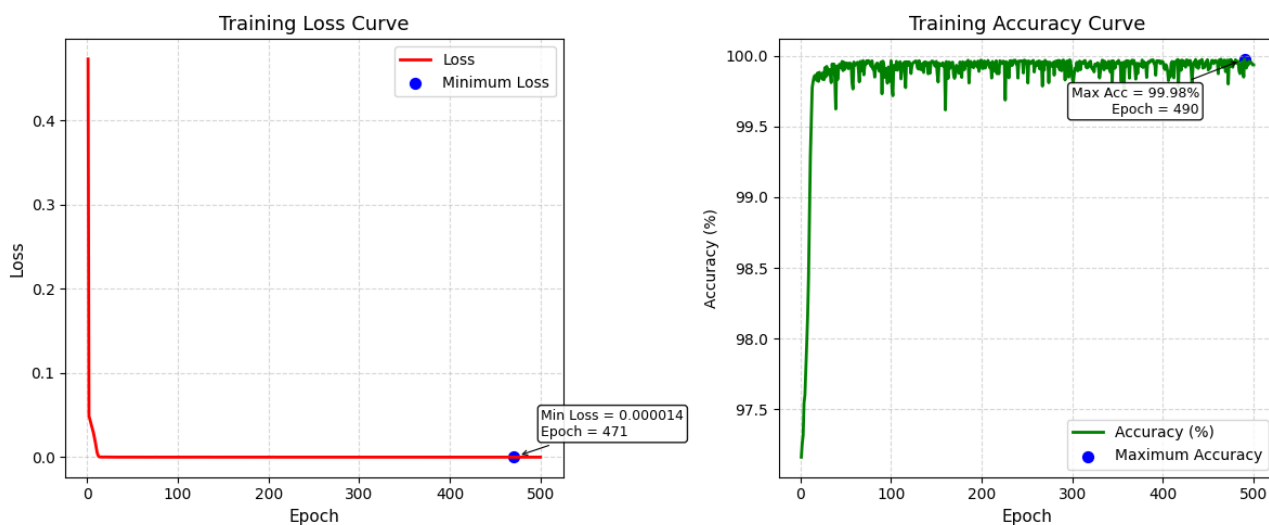 Training Loss Curve
Loss
Minimum Loss
0.4
0.3
0.2
0.1
0.0
Loss
Min Loss = 0.000014
Epoch = 471
0
100
200
300
400
500
Epoch
Training Accuracy Curve
100.0
99.5
99.0
98.5
98.0
97.5
Accuracy (%)
Max Acc = 99.98%
Epoch = 490
Accuracy (%)
Maximum Accuracy
0
100
200
300
400
500
Epoch